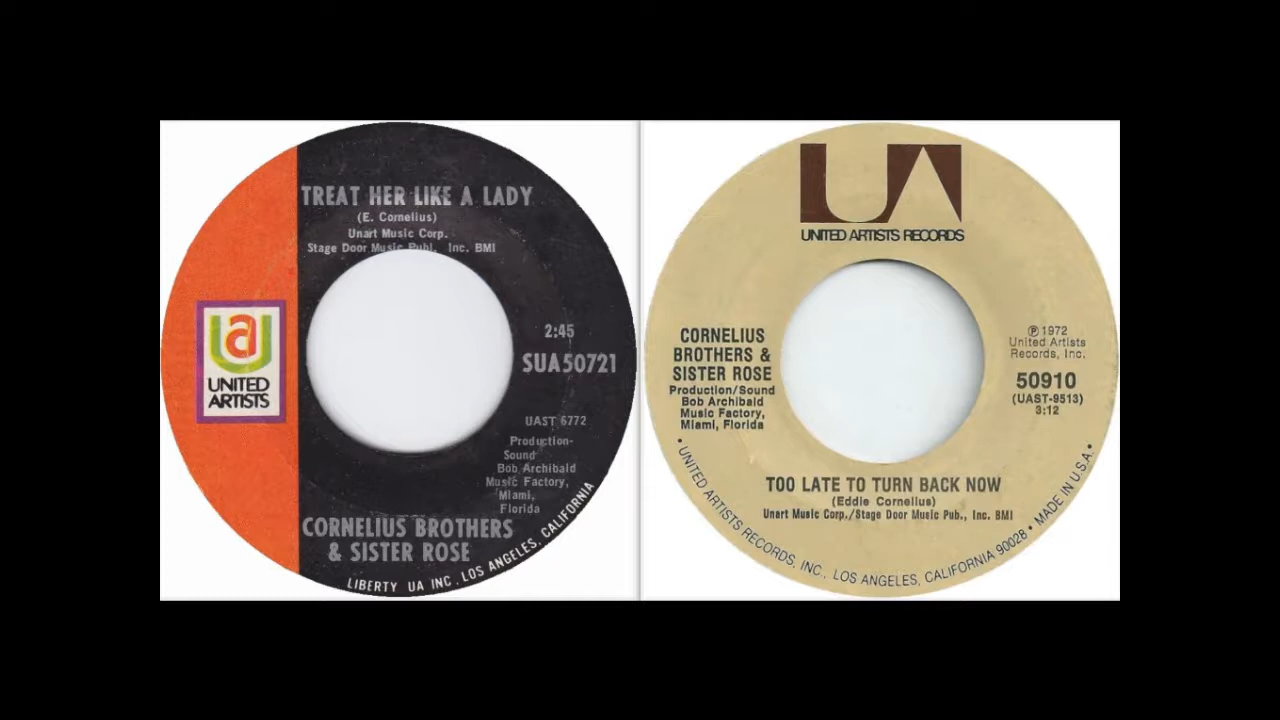 TREAT HER LIKE A LADY
(E. Cornelius)
Unart Music Corp.
Stage Door Music Publ. Inc. BMI
2:45
SUA50721
UAST 6772
Production-
Sound
Bob Archibald
Music Factory,
Miami,
Florida
CORNELIUS BROTHERS
& SISTER ROSE
LIBERTY UA INC. LOS ANGELES, CALIFORNIA
ua
UNITED
ARTISTS
UA
UNITED ARTISTS RECORDS
CORNELIUS
BROTHERS &
SISTER ROSE
Production/Sound
Bob Archibald
Music Factory,
Miami, Florida
℗ 1972
United Artists
Records, Inc.
50910
(UAST-9513)
3:12
TOO LATE TO TURN BACK NOW
(Eddie Cornelius)
Unart Music Corp./Stage Door Music Pub., Inc. BMI
• UNITED ARTISTS RECORDS, INC., LOS ANGELES, CALIFORNIA 90028 • MADE IN U.S.A. •